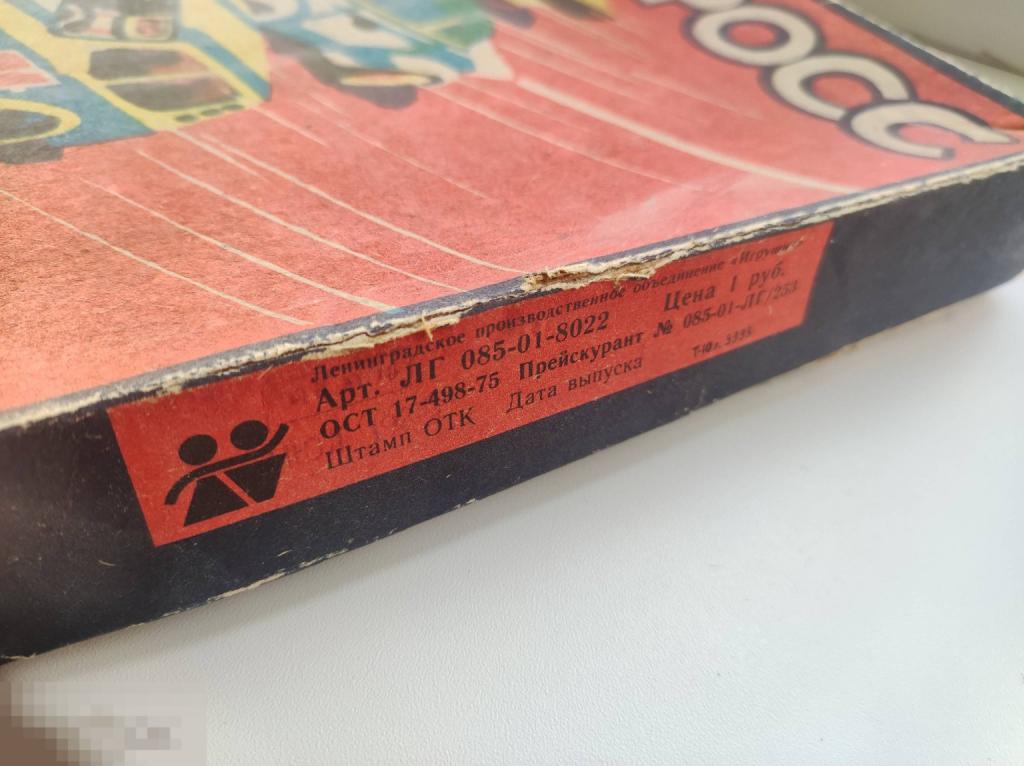 РОСС
Ленинградское производственное объединение «Игрушка»
Арт. ЛГ 085-01-8022 Цена 1 руб.
ОСТ 17-498-75 Прейскурант № 085-01-ЛГ/253
Штамп ОТК Дата выпуска